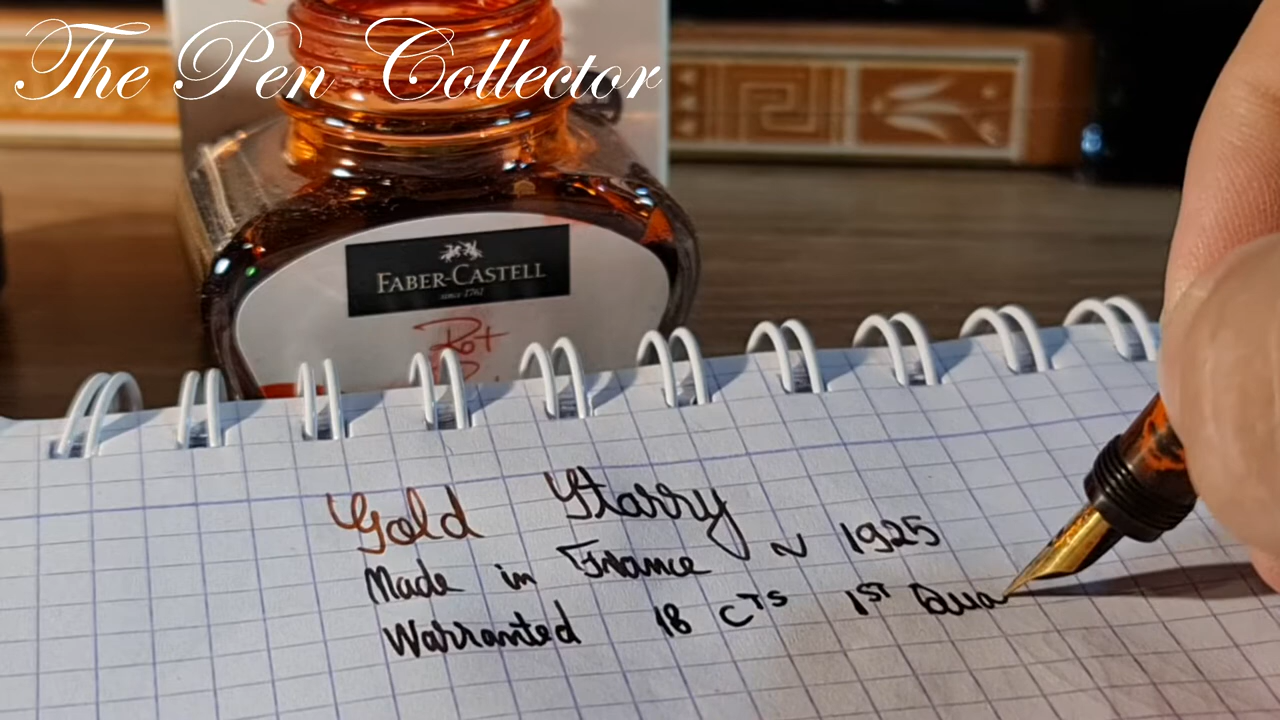 The Pen Collector
FABER-CASTELL
since 1761
Rot
Gold Starry
Made in France ~ 1925
Warranted 18 CTS 1ST Qua